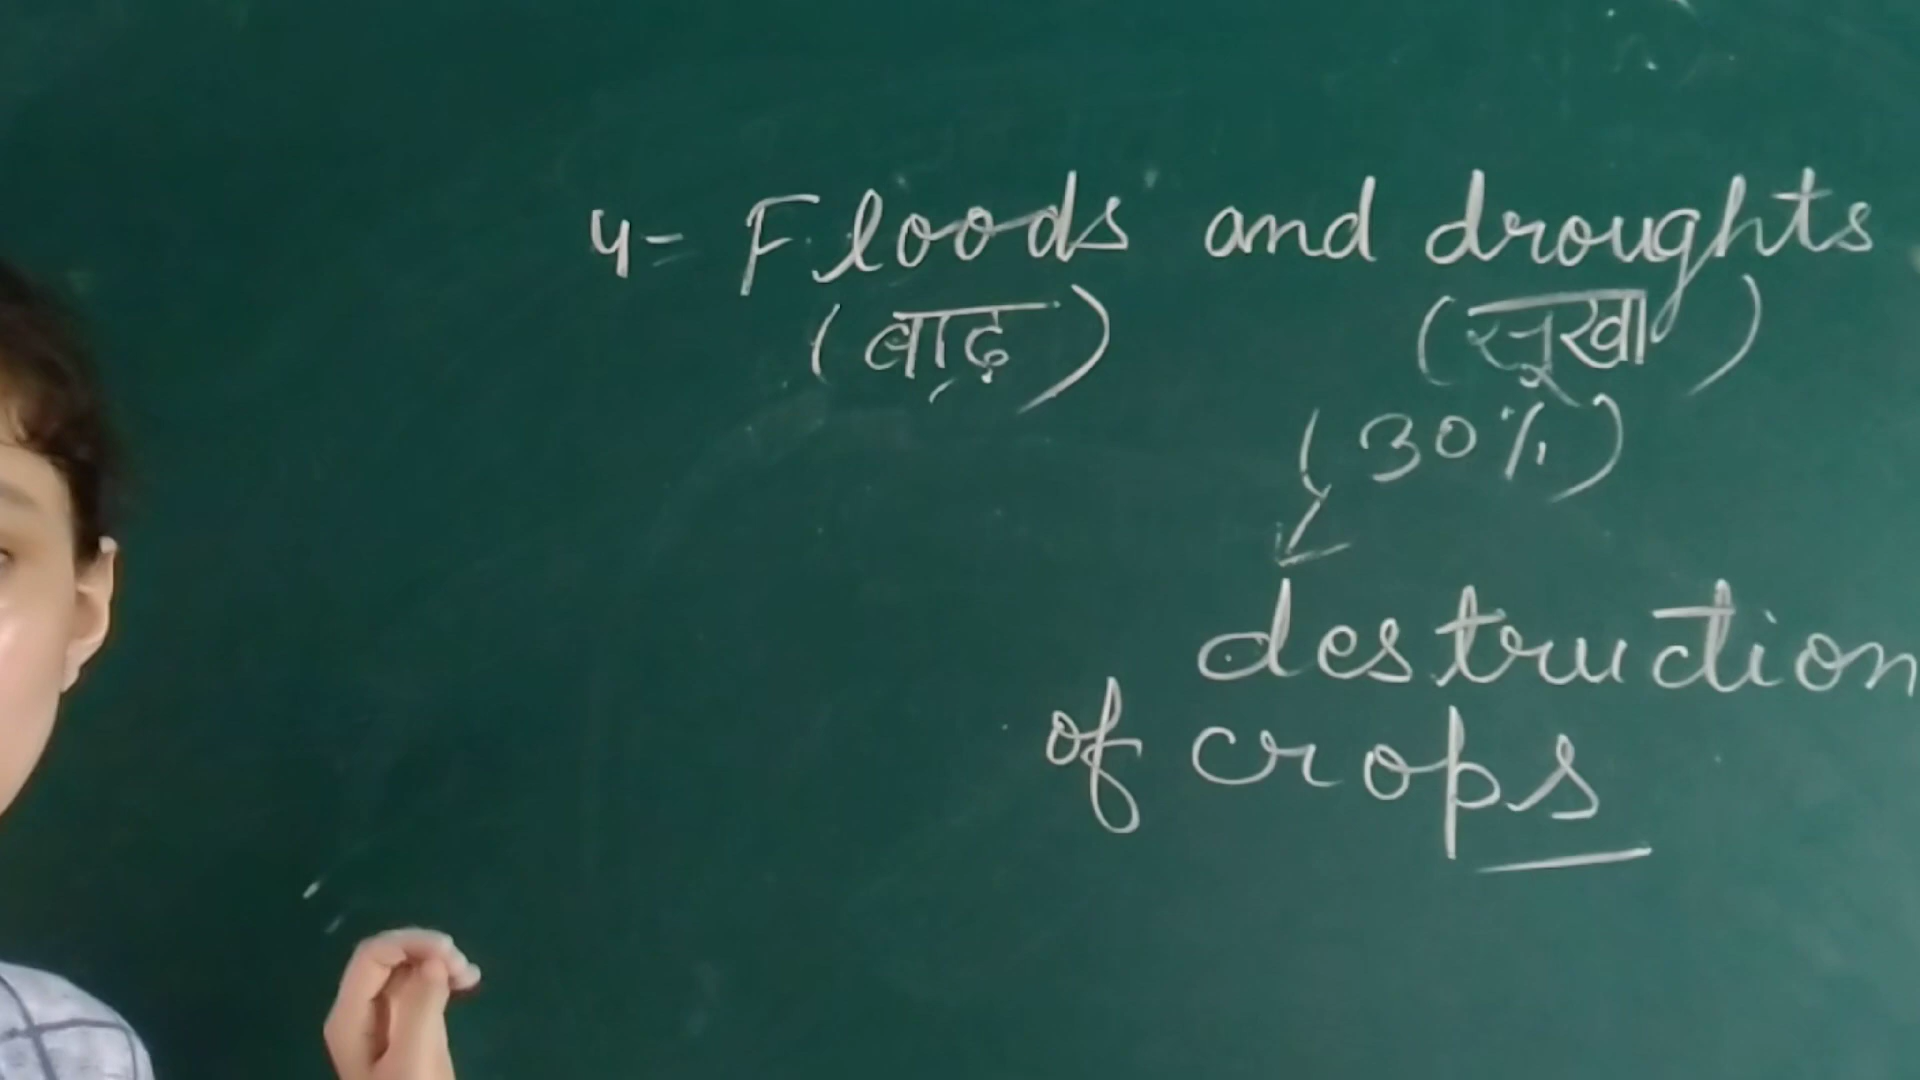 4- Floods and droughts
(बाढ़) (सूखा)
(30%)
destruction
of crops